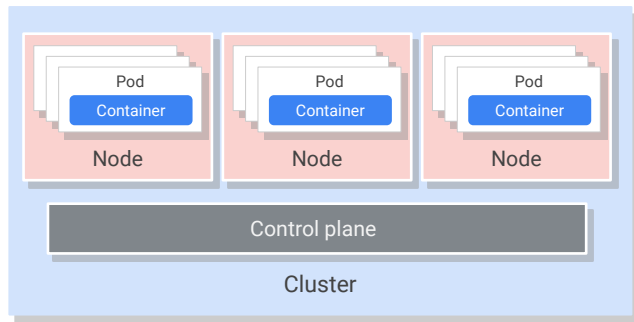 Pod
Container
Node
Pod
Container
Node
Pod
Container
Node
Control plane
Cluster